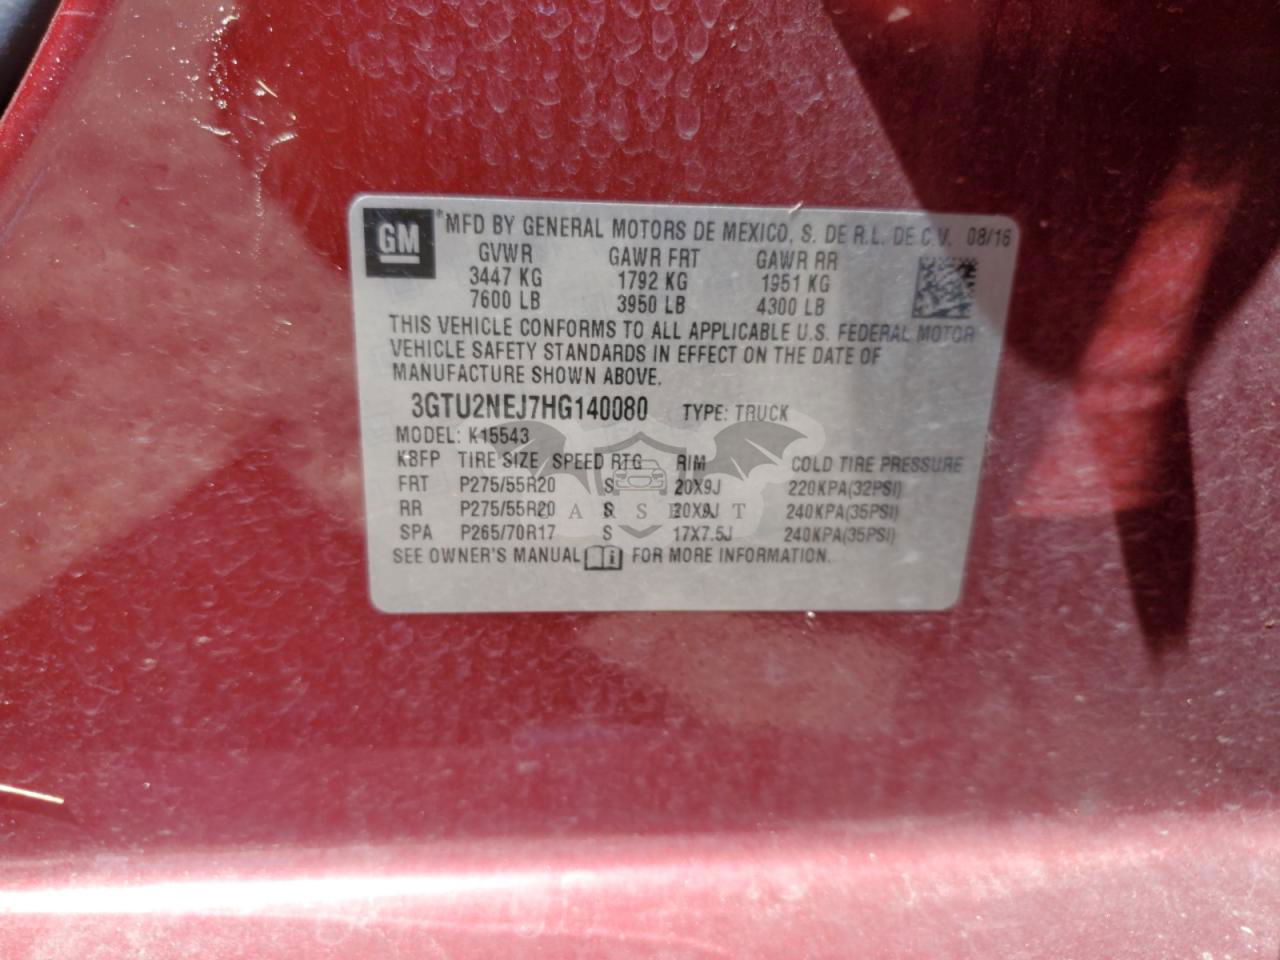 GM
MFD BY GENERAL MOTORS DE MEXICO, S. DE R.L. DE C.V. 08/16
GVWR GAWR FRT GAWR RR
3447 KG 1792 KG 1951 KG
7600 LB 3950 LB 4300 LB
THIS VEHICLE CONFORMS TO ALL APPLICABLE U.S. FEDERAL MOTOR
VEHICLE SAFETY STANDARDS IN EFFECT ON THE DATE OF
MANUFACTURE SHOWN ABOVE.
3GTU2NEJ7HG140080 TYPE: TRUCK
MODEL: K15543
K8FP TIRE SIZE SPEED RTG RIM COLD TIRE PRESSURE
FRT P275/55R20 S 20X9J 220KPA(32PSI)
RR P275/55R20 S 20X9J 240KPA(35PSI)
SPA P265/70R17 S 17X7.5J 240KPA(35PSI)
SEE OWNER'S MANUAL FOR MORE INFORMATION.